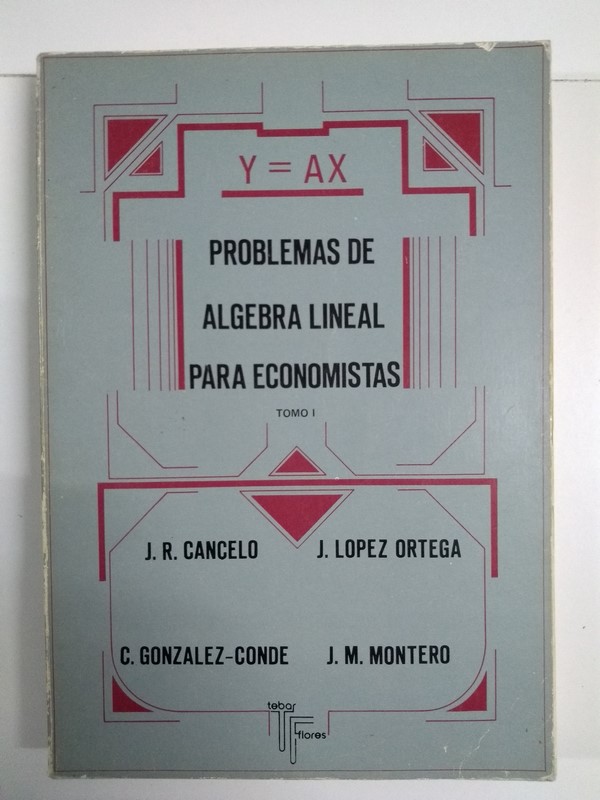 Y = AX
PROBLEMAS DE
ALGEBRA LINEAL
PARA ECONOMISTAS
TOMO I
J. R. CANCELO J. LOPEZ ORTEGA
C. GONZALEZ-CONDE J. M. MONTERO
tebar
flores